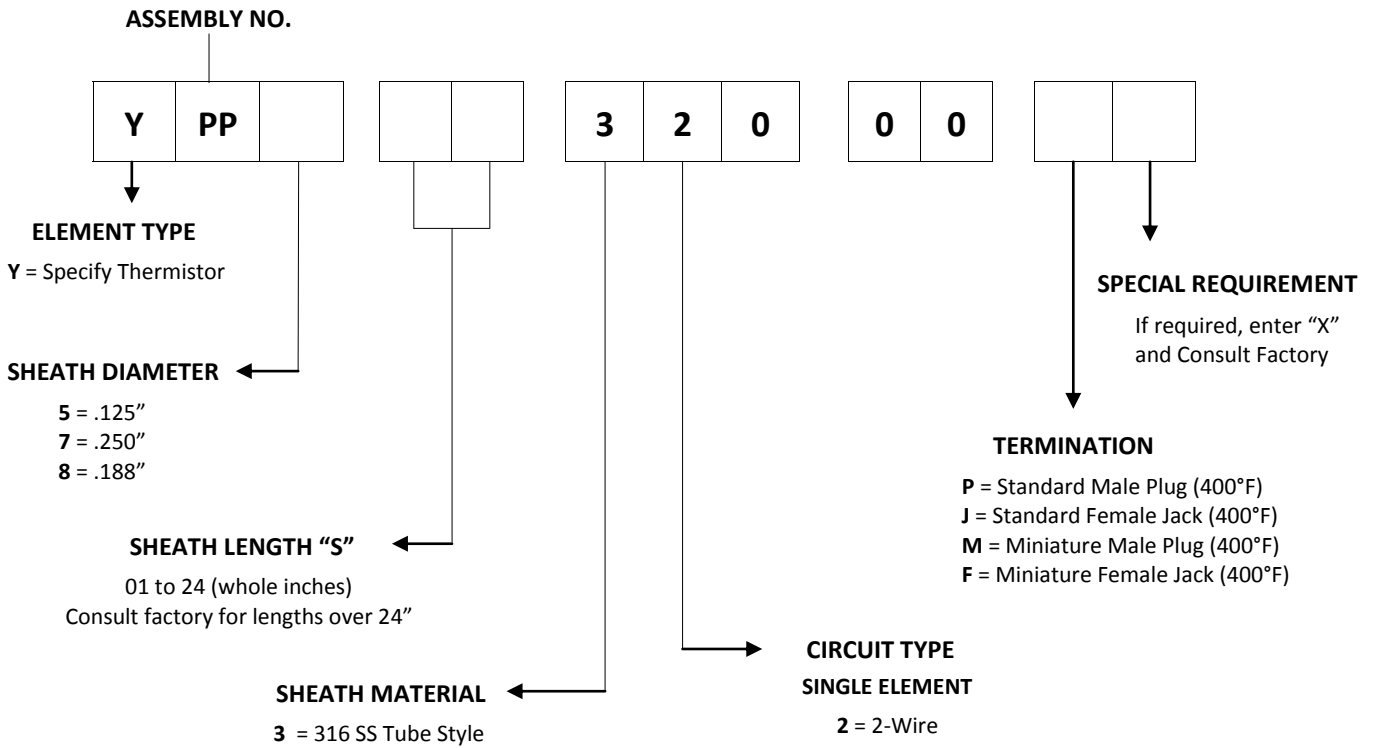 ASSEMBLY NO.
Y PP 3 2 0 0 0
ELEMENT TYPE
Y = Specify Thermistor
SPECIAL REQUIREMENT
If required, enter “X”
and Consult Factory
SHEATH DIAMETER
5 = .125”
7 = .250”
8 = .188”
TERMINATION
P = Standard Male Plug (400°F)
J = Standard Female Jack (400°F)
M = Miniature Male Plug (400°F)
F = Miniature Female Jack (400°F)
SHEATH LENGTH “S”
01 to 24 (whole inches)
Consult factory for lengths over 24”
CIRCUIT TYPE
SINGLE ELEMENT
2 = 2-Wire
SHEATH MATERIAL
3 = 316 SS Tube Style